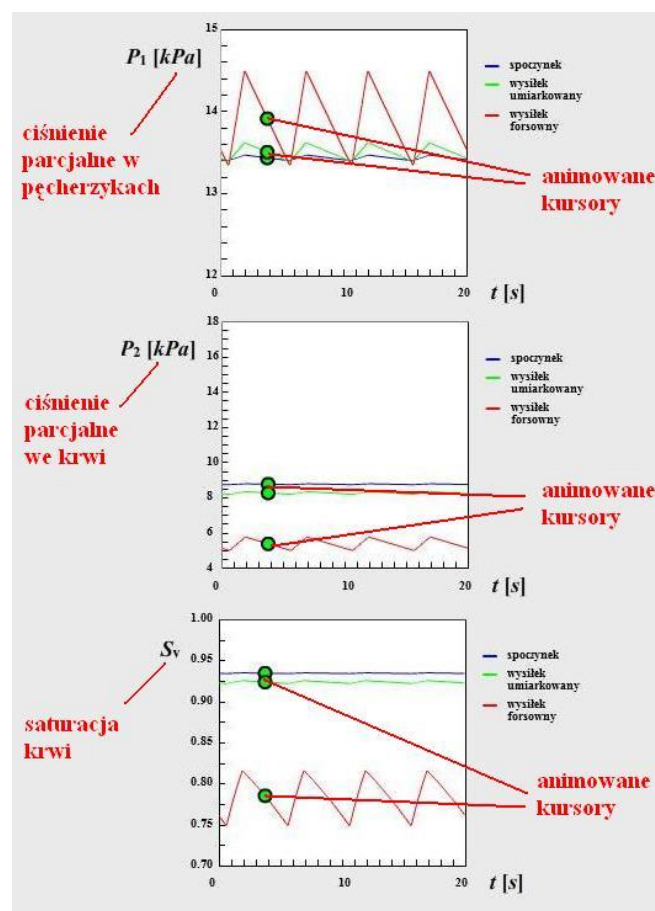 15
P₁ [kPa]
spoczynek
wysiłek
umiarkowany
wysiłek
forsowny
14
ciśnienie
parcjalne w
pęcherzykach
13
animowane
kursory
12
0
10
20
t [s]
18
P₂ [kPa]
16
14
12
10
8
6
4
spoczynek
wysiłek
umiarkowany
wysiłek
forsowny
ciśnienie
parcjalne
we krwi
animowane
kursory
0
10
20
t [s]
1.00
Sᵥ
0.95
0.90
0.85
0.80
0.75
0.70
spoczynek
wysiłek
umiarkowany
wysiłek
forsowny
saturacja
krwi
animowane
kursory
0
10
20
t [s]